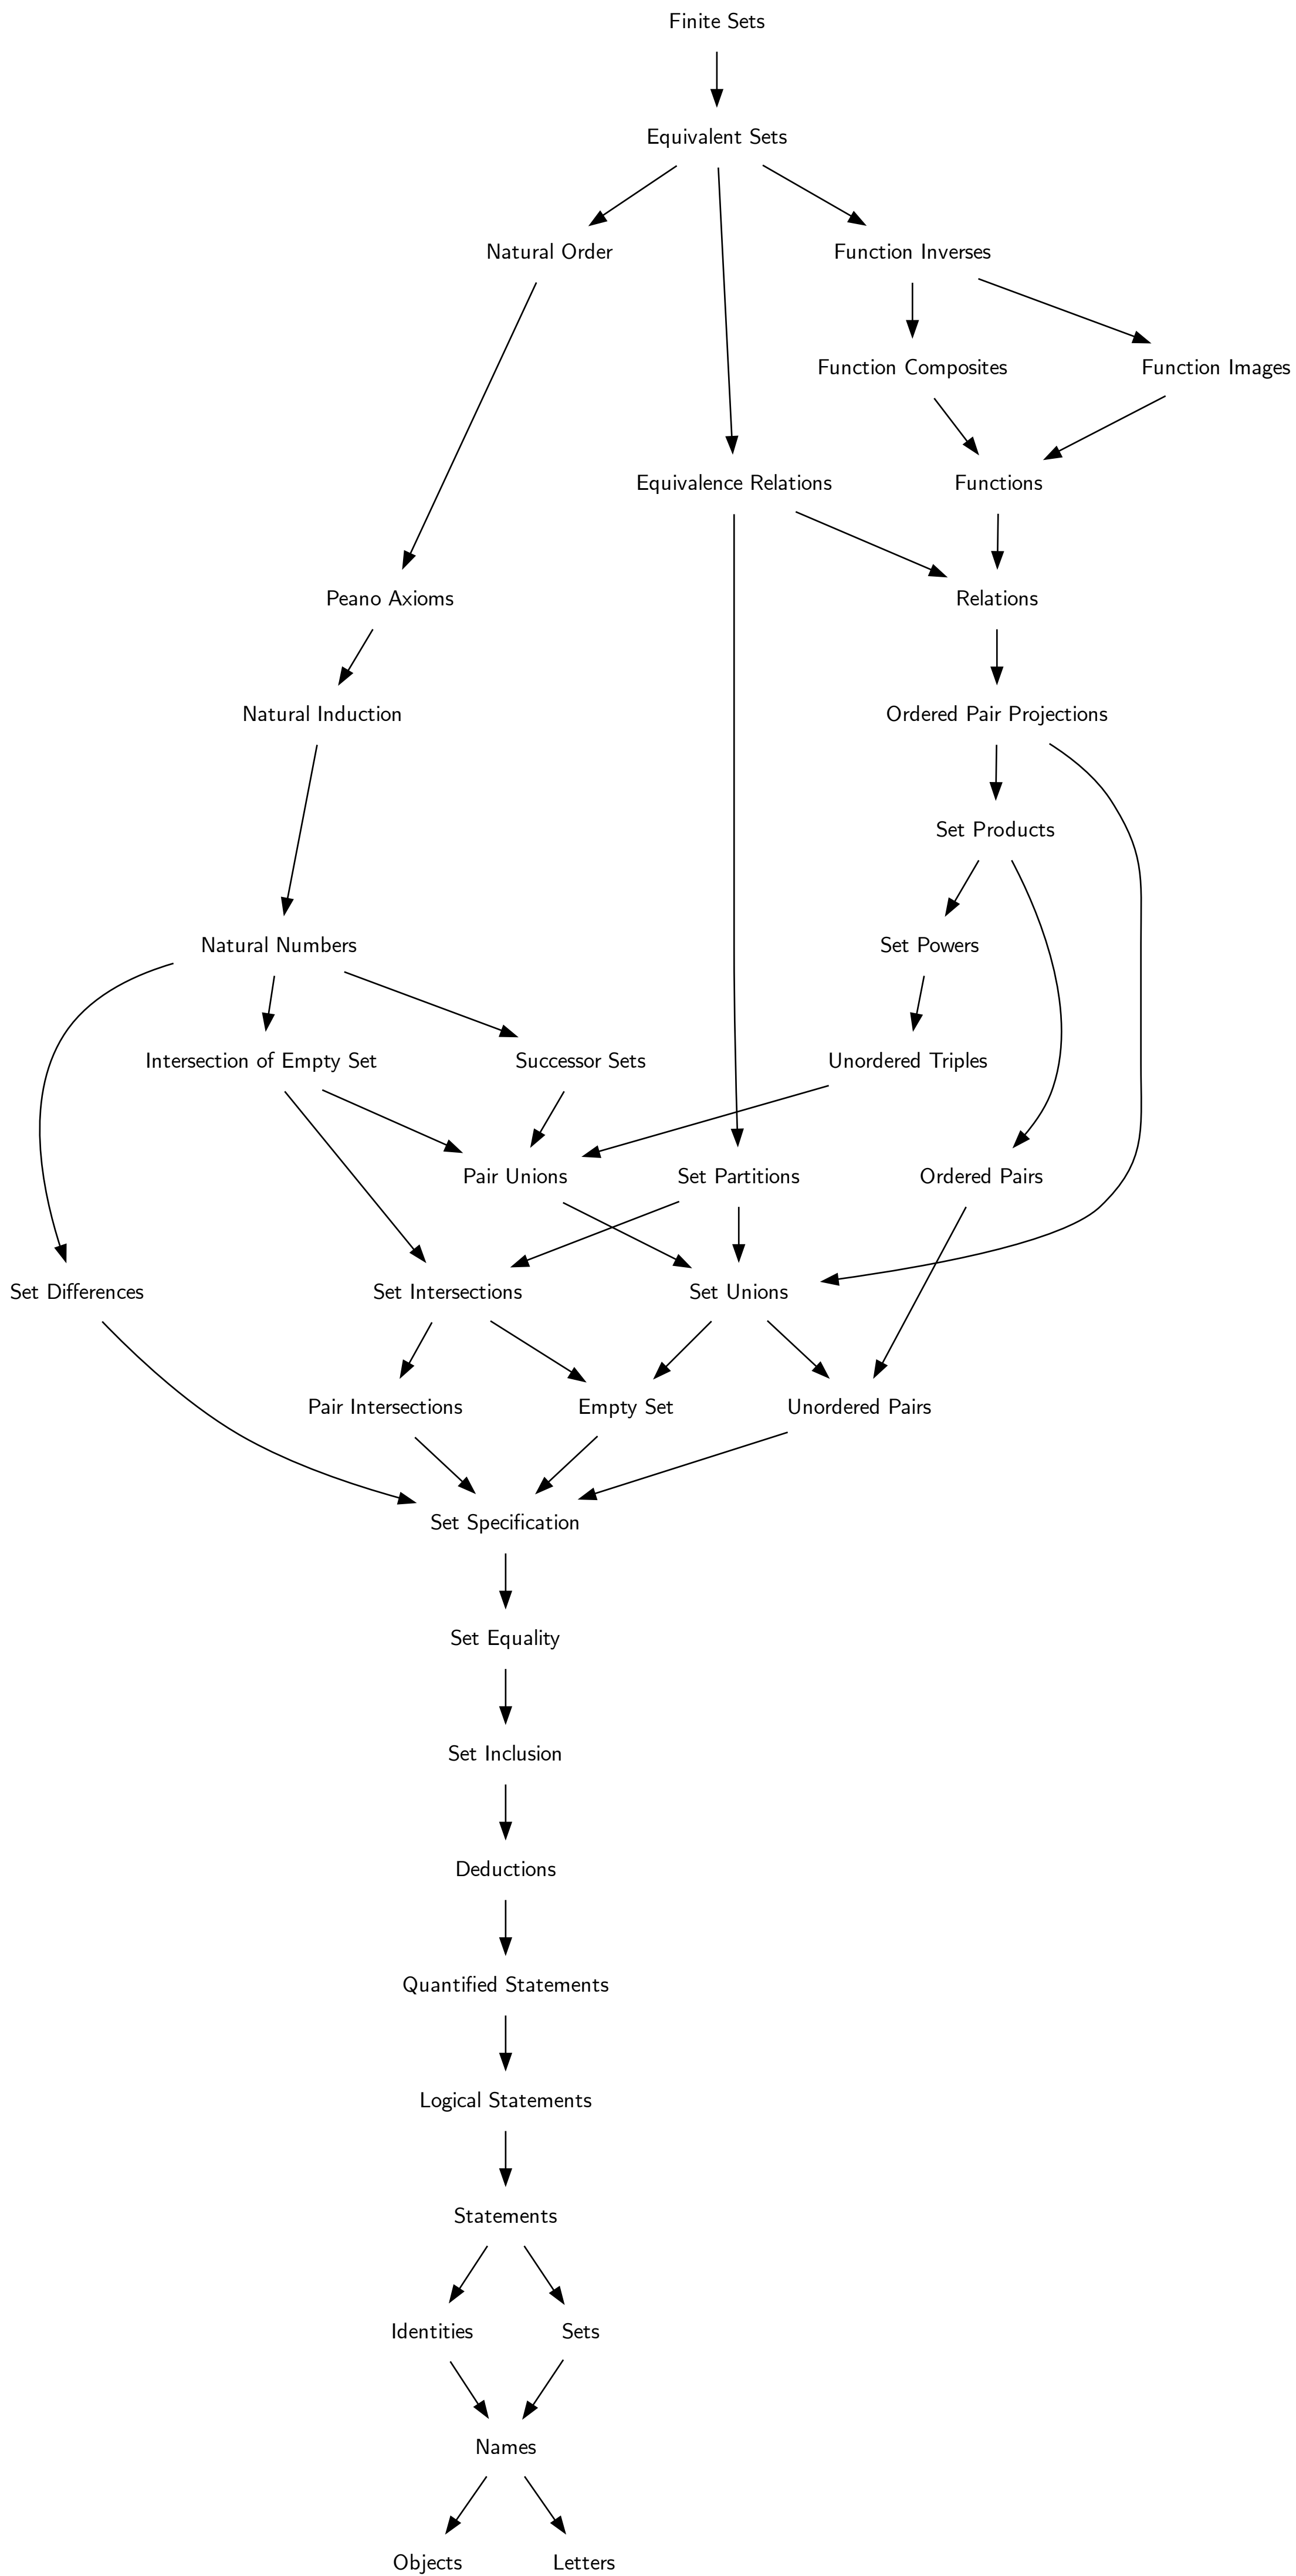 Finite Sets
Equivalent Sets
Natural Order
Function Inverses
Function Composites
Function Images
Equivalence Relations
Functions
Peano Axioms
Relations
Natural Induction
Ordered Pair Projections
Set Products
Natural Numbers
Set Powers
Intersection of Empty Set
Successor Sets
Unordered Triples
Pair Unions
Set Partitions
Ordered Pairs
Set Differences
Set Intersections
Set Unions
Pair Intersections
Empty Set
Unordered Pairs
Set Specification
Set Equality
Set Inclusion
Deductions
Quantified Statements
Logical Statements
Statements
Identities
Sets
Names
Objects
Letters